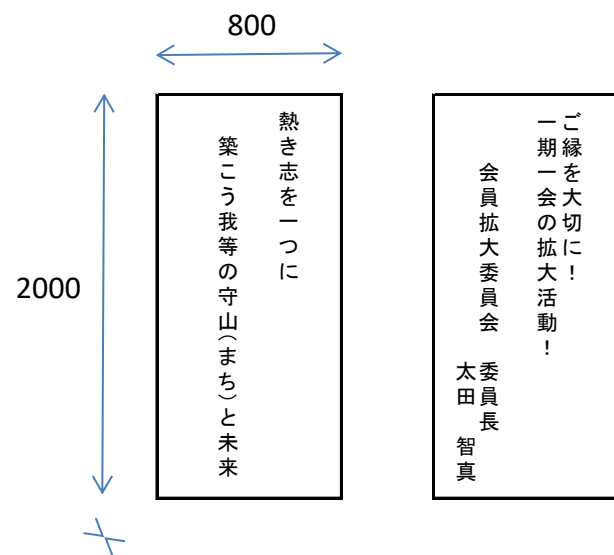 800
2000
熱き志を一つに
築こう我等の守山(まち)と未来
ご縁を大切に！
一期一会の拡大活動！
会員拡大委員会　委員長
太田　智真